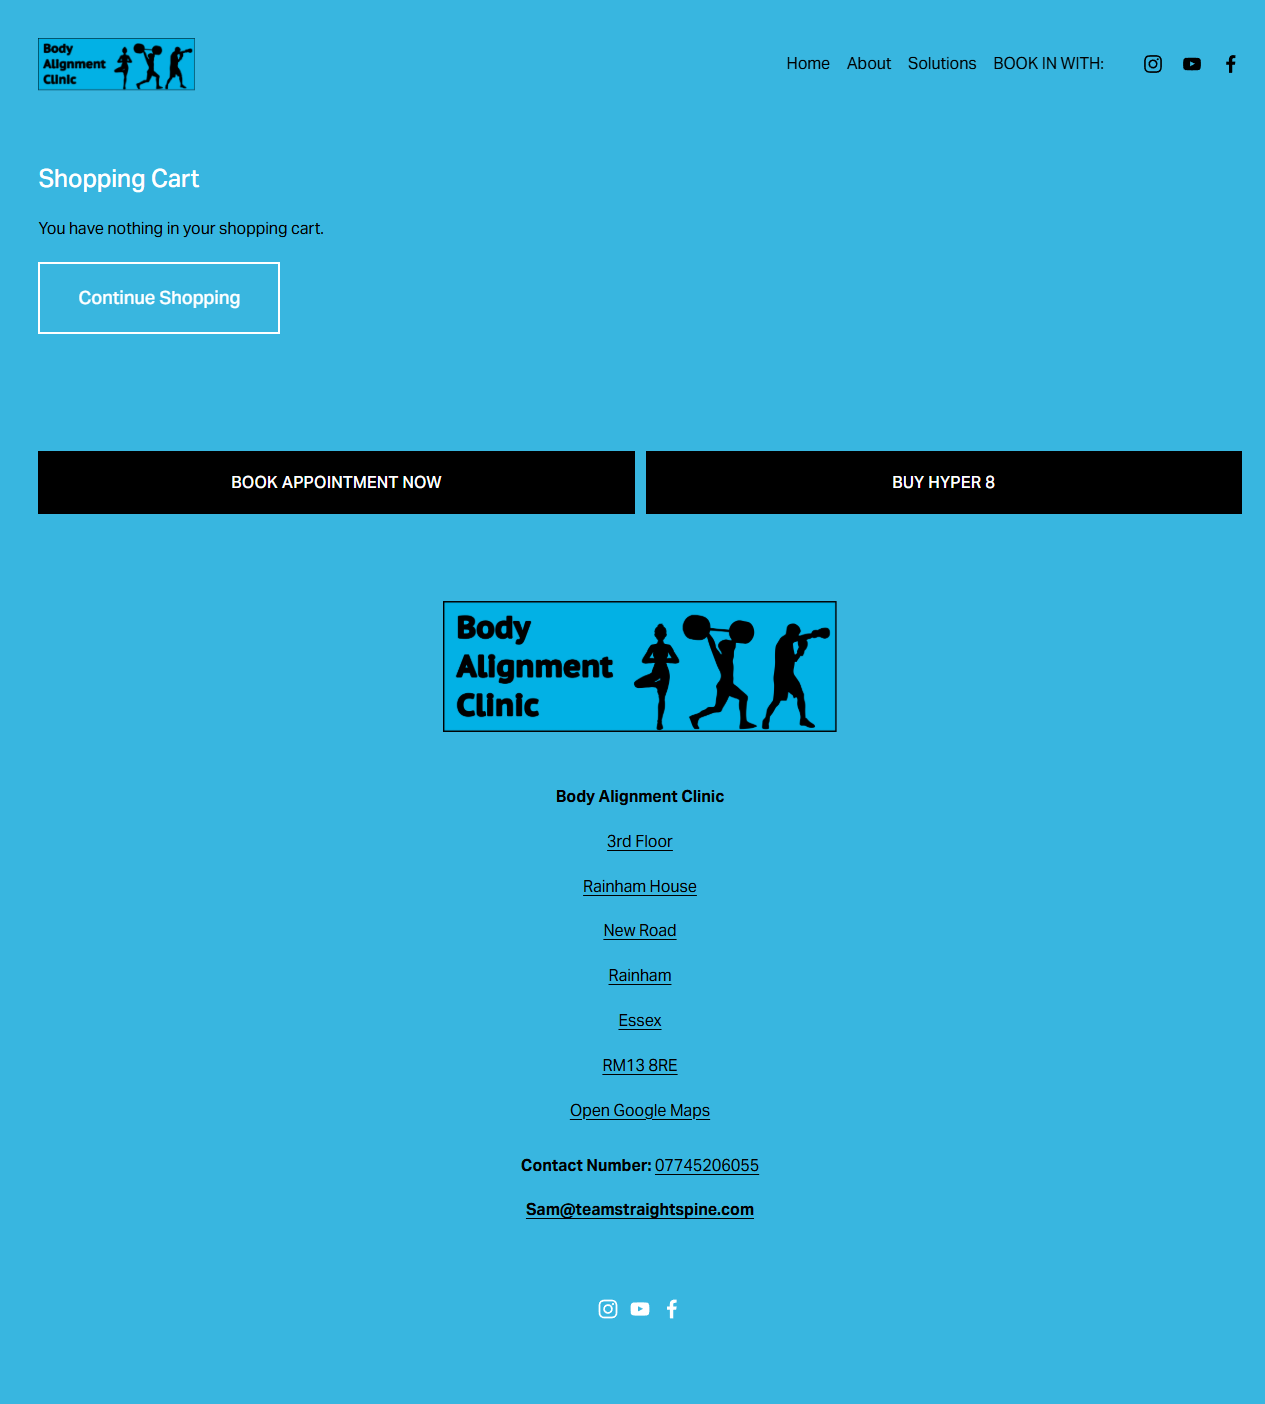 Body
Alignment
Clinic
Home About Solutions BOOK IN WITH:
Shopping Cart
You have nothing in your shopping cart.
Continue Shopping
BOOK APPOINTMENT NOW
BUY HYPER 8
Body
Alignment
Clinic
Body Alignment Clinic
3rd Floor
Rainham House
New Road
Rainham
Essex
RM13 8RE
Open Google Maps
Contact Number: 07745206055
Sam@teamstraightspine.com